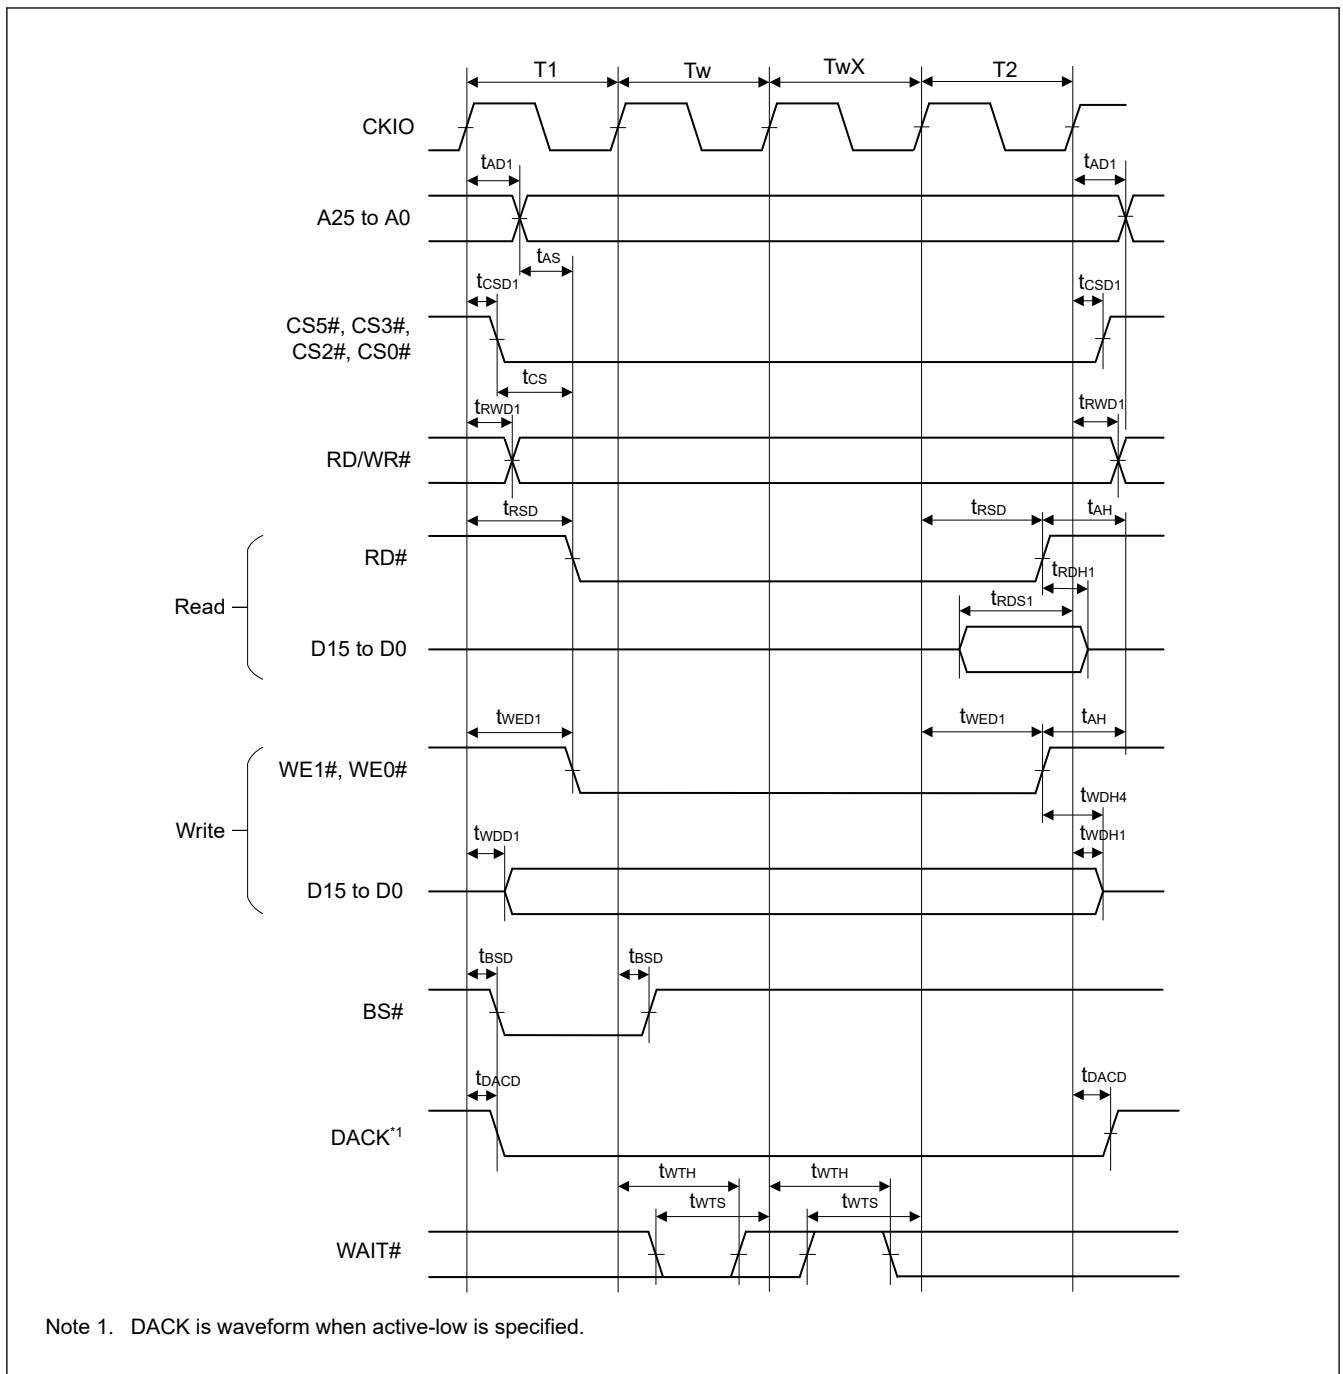 T1 Tw TwX T2
CKIO
tAD1 tAD1
A25 to A0
tAS
tCSD1 tCSD1
CS5#, CS3#,
CS2#, CS0#
tCS
tRWD1 tRWD1
RD/WR#
tRSD tRSD tAH
RD#
tRDH1
Read
tRDS1
D15 to D0
tWED1 tWED1 tAH
WE1#, WE0#
tWDH4
Write
tWDD1 tWDH1
D15 to D0
tBSD tBSD
BS#
tDACD tDACD
DACK*1
tWTH tWTH
tWTS tWTS
WAIT#
Note 1. DACK is waveform when active-low is specified.